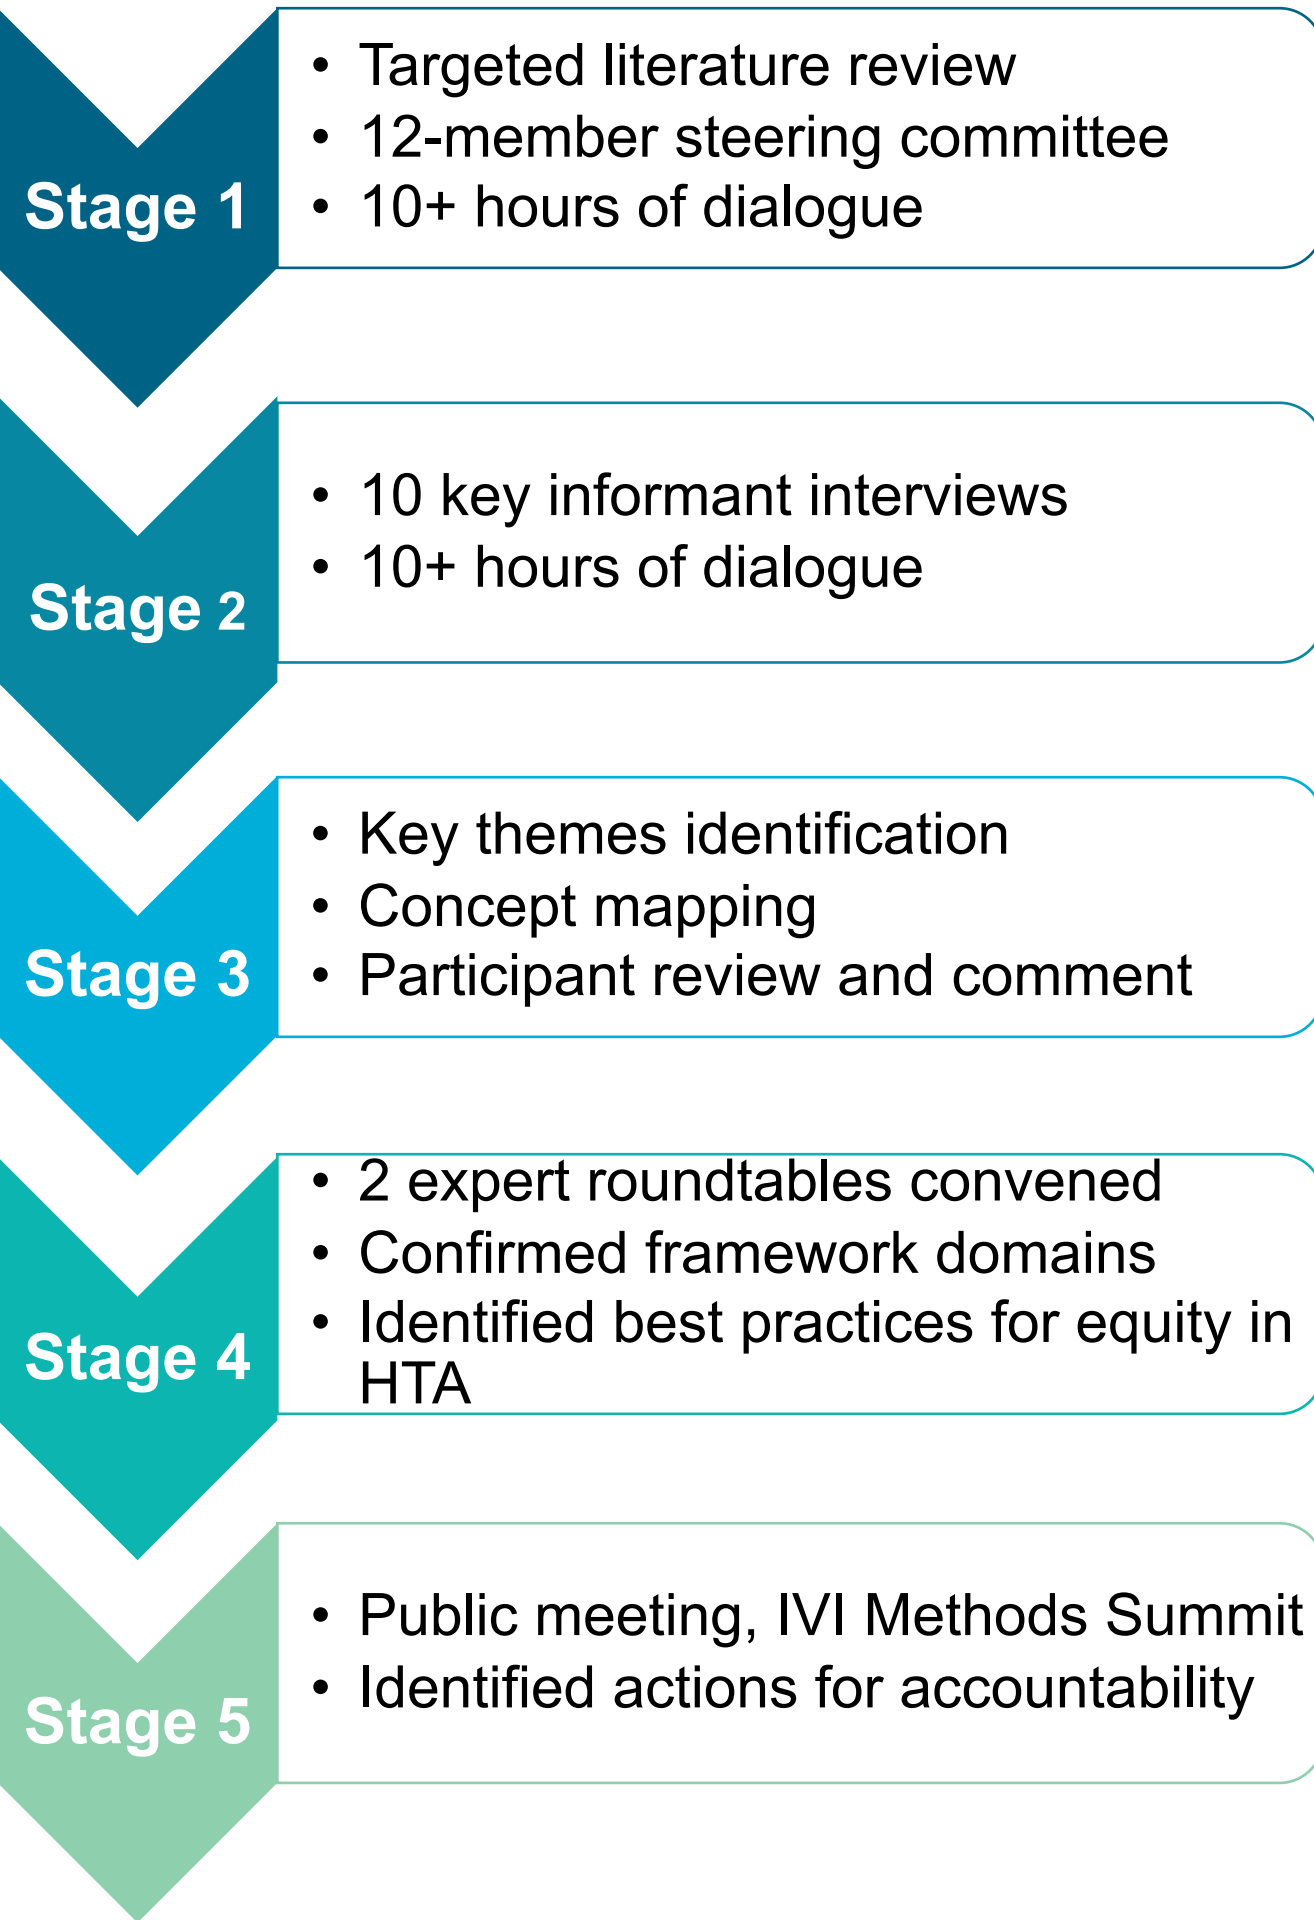 Stage 1
• Targeted literature review
• 12-member steering committee
• 10+ hours of dialogue
Stage 2
• 10 key informant interviews
• 10+ hours of dialogue
Stage 3
• Key themes identification
• Concept mapping
• Participant review and comment
Stage 4
• 2 expert roundtables convened
• Confirmed framework domains
• Identified best practices for equity in
HTA
Stage 5
• Public meeting, IVI Methods Summit
• Identified actions for accountability